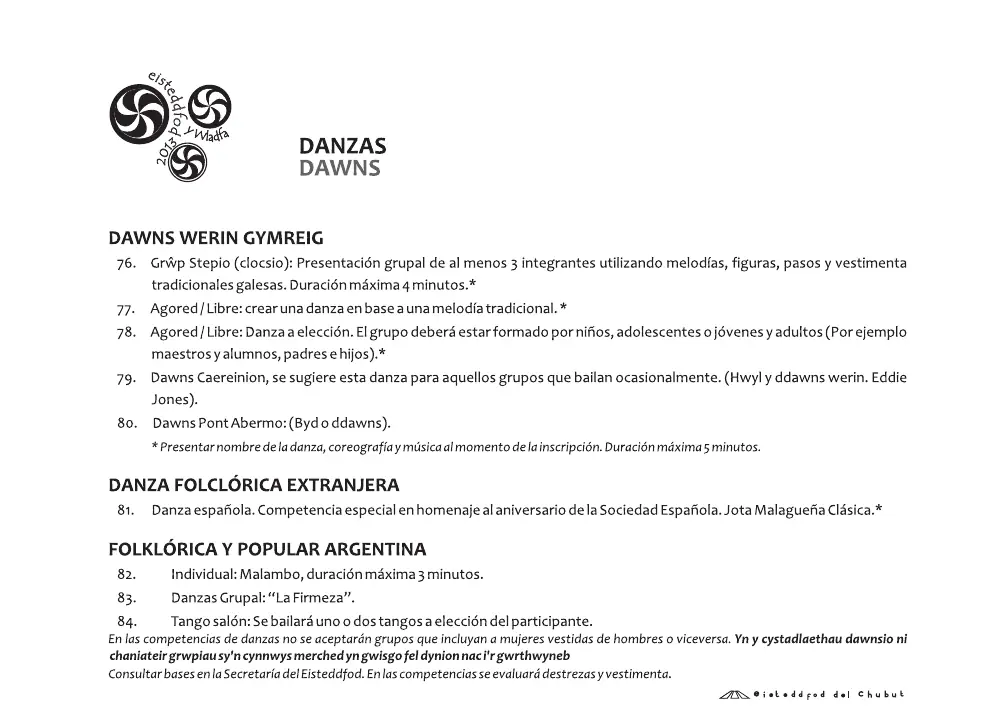 eisteddfod
y Wladfa
2013
DANZAS
DAWNS
DAWNS WERIN GYMREIG
76. Grŵp Stepio (clocsio): Presentación grupal de al menos 3 integrantes utilizando melodías, figuras, pasos y vestimenta
tradicionales galesas. Duración máxima 4 minutos.*
77. Agored / Libre: crear una danza en base a una melodía tradicional. *
78. Agored / Libre: Danza a elección. El grupo deberá estar formado por niños, adolescentes o jóvenes y adultos (Por ejemplo
maestros y alumnos, padres e hijos).*
79. Dawns Caereinion, se sugiere esta danza para aquellos grupos que bailan ocasionalmente. (Hwyl y ddawns werin. Eddie
Jones).
80. Dawns Pont Abermo: (Byd o ddawns).
* Presentar nombre de la danza, coreografía y música al momento de la inscripción. Duración máxima 5 minutos.
DANZA FOLCLÓRICA EXTRANJERA
81. Danza española. Competencia especial en homenaje al aniversario de la Sociedad Española. Jota Malagueña Clásica.*
FOLKLÓRICA Y POPULAR ARGENTINA
82. Individual: Malambo, duración máxima 3 minutos.
83. Danzas Grupal: “La Firmeza”.
84. Tango salón: Se bailará uno o dos tangos a elección del participante.
En las competencias de danzas no se aceptarán grupos que incluyan a mujeres vestidas de hombres o viceversa. Yn y cystadlaethau dawnsio ni
chaniateir grwpiau sy'n cynnwys merched yn gwisgo fel dynion nac i'r gwrthwyneb
Consultar bases en la Secretaría del Eisteddfod. En las competencias se evaluará destrezas y vestimenta.
eisteddfod del Chubut